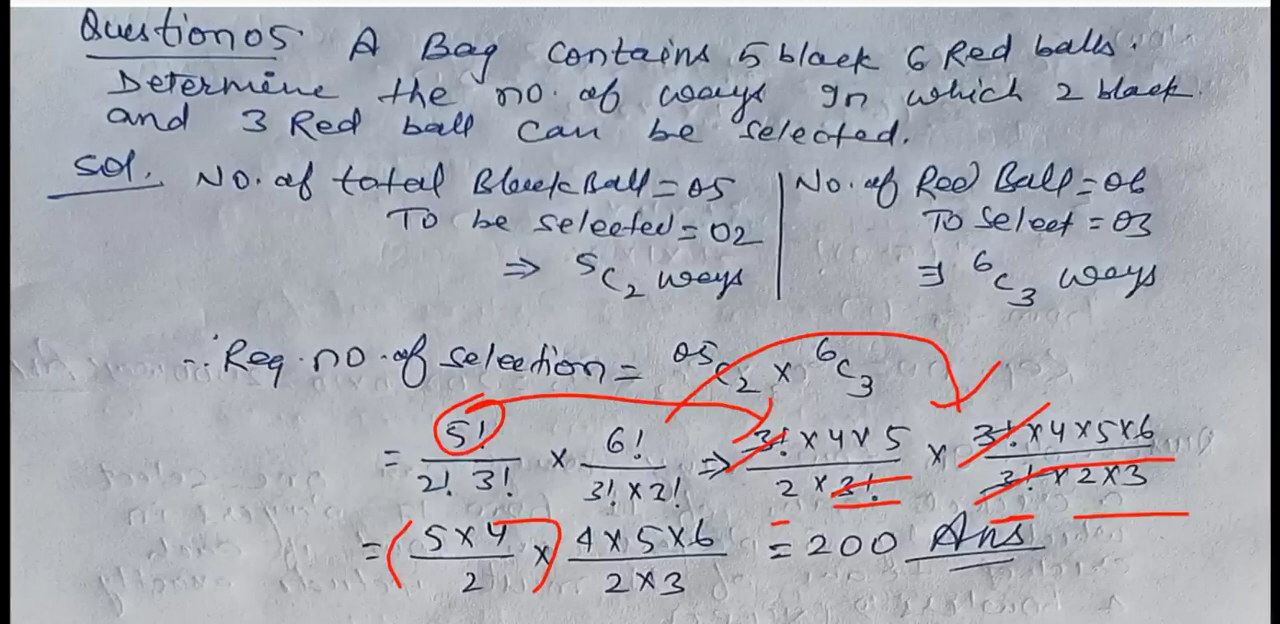 Question 05. A Bag contains 5 black 6 Red balls.
Determine the no. of ways In which 2 black
and 3 Red ball can be selected.
Sol. No. of total Black Ball = 05 | No. of Red Ball = 06
To be selected = 02 | To select = 03
⇒ ⁵C₂ ways | ⇒ ⁶C₃ ways
∴ Req. no. of selection = ⁰⁵C₂ × ⁶C₃
= 5!/2! 3! × 6!/3! × 3! ⇒ 3! × 4 × 5/2 × 3! × 3! × 4 × 5 × 6/3! × 2 × 3
= (5 × 4/2) × 4 × 5 × 6/2 × 3 = 200 Ans